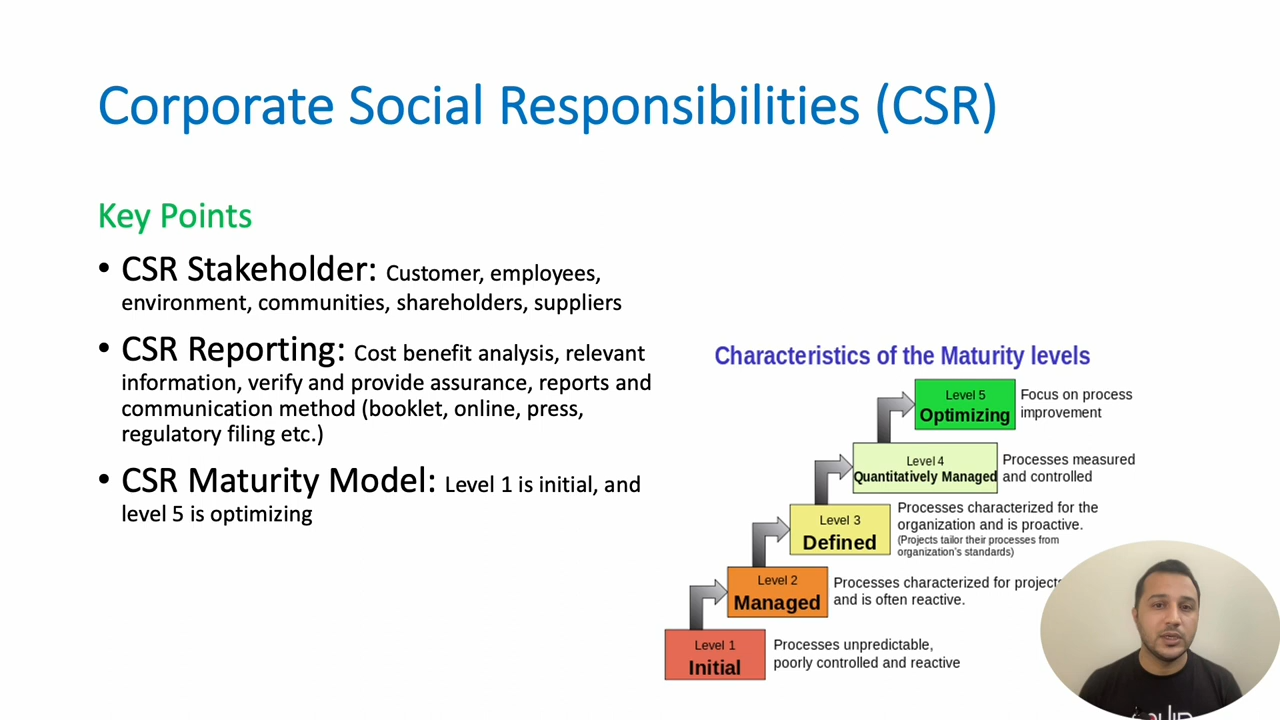 Corporate Social Responsibilities (CSR)
Key Points
• CSR Stakeholder: Customer, employees,
environment, communities, shareholders, suppliers
• CSR Reporting: Cost benefit analysis, relevant
information, verify and provide assurance, reports and
communication method (booklet, online, press,
regulatory filing etc.)
• CSR Maturity Model: Level 1 is initial, and
level 5 is optimizing
Characteristics of the Maturity levels
Level 5
Optimizing
Focus on process
improvement
Level 4
Quantitatively Managed
Processes measured
and controlled
Level 3
Defined
Processes characterized for the
organization and is proactive.
(Projects tailor their processes from
organization's standards)
Level 2
Managed
Processes characterized for projects
and is often reactive.
Level 1
Initial
Processes unpredictable,
poorly controlled and reactive